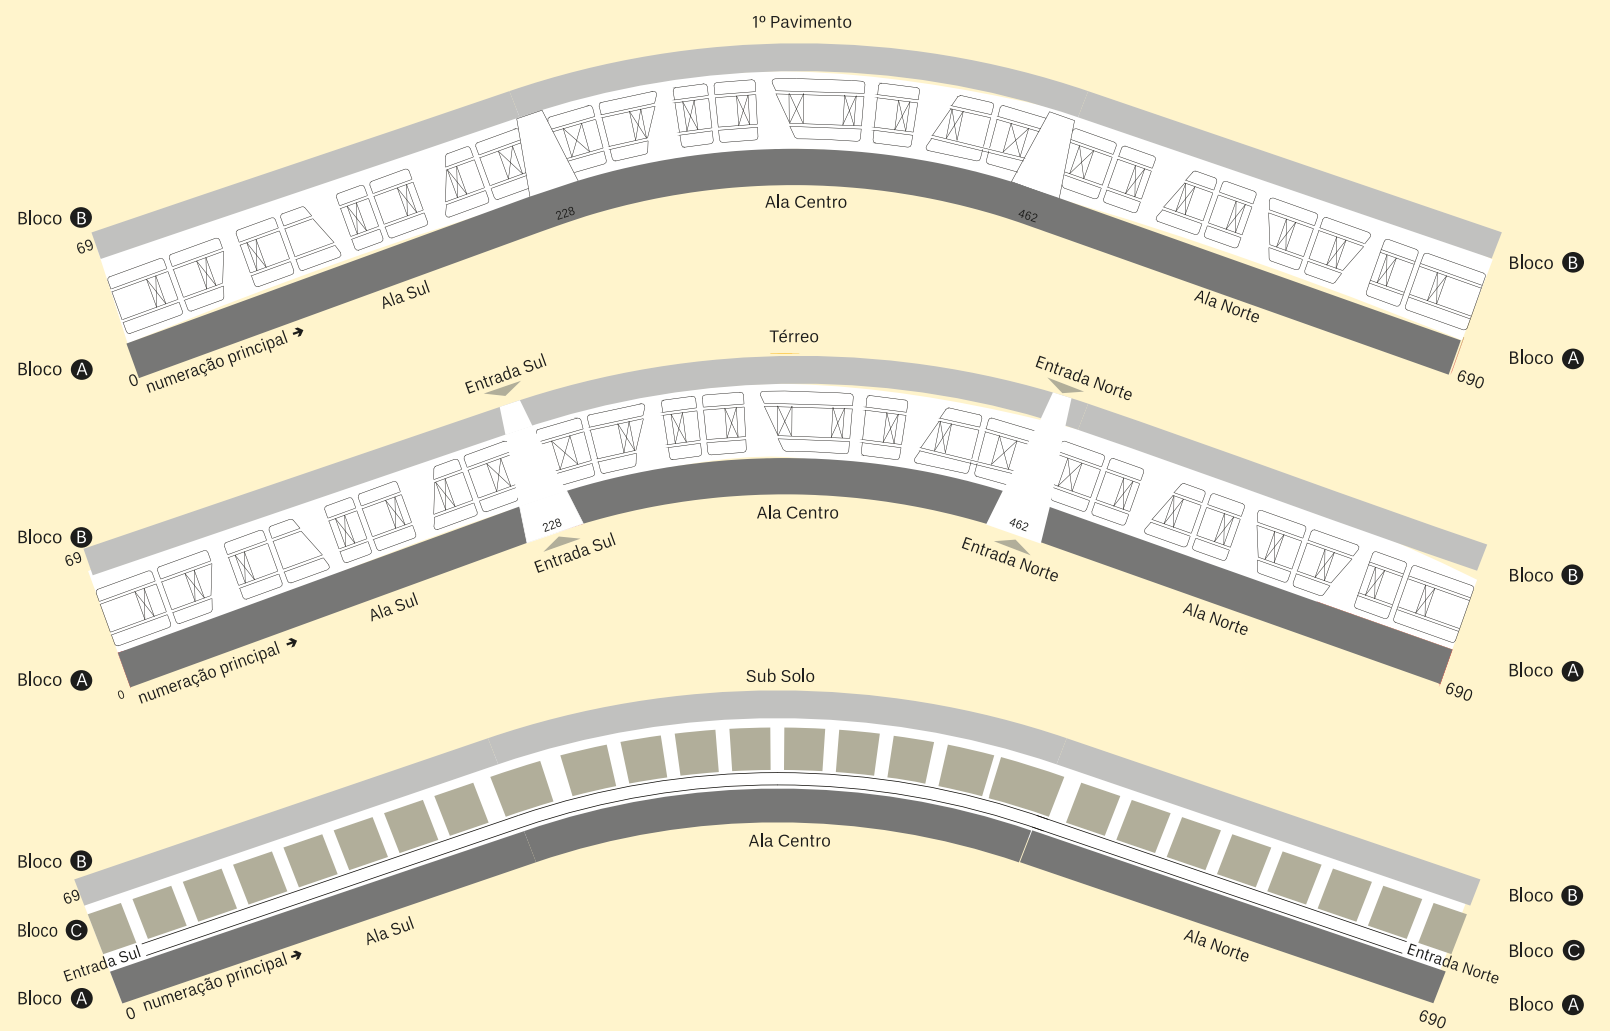 1º Pavimento
Bloco B
69
228
Ala Centro
462
Bloco B
Ala Sul
Ala Norte
Bloco A
0
numeração principal ➔
Bloco A
690
Térreo
Entrada Sul
Entrada Norte
Bloco B
69
228
Ala Centro
462
Entrada Sul
Entrada Norte
Bloco B
Ala Sul
Ala Norte
Bloco A
0
numeração principal ➔
Bloco A
690
Sub Solo
Bloco B
69
Ala Centro
Bloco B
Bloco C
Entrada Sul
Ala Sul
Ala Norte
Bloco C
Entrada Norte
Bloco A
0
numeração principal ➔
Bloco A
690